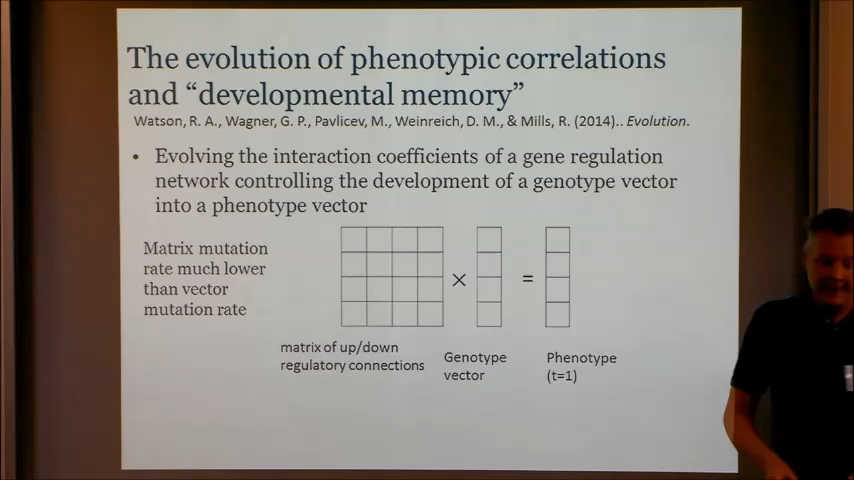 The evolution of phenotypic correlations
and “developmental memory”
Watson, R. A., Wagner, G. P., Pavlicev, M., Weinreich, D. M., & Mills, R. (2014).. Evolution.
• Evolving the interaction coefficients of a gene regulation
network controlling the development of a genotype vector
into a phenotype vector
Matrix mutation
rate much lower
than vector
mutation rate
× =
matrix of up/down
regulatory connections
Genotype
vector
Phenotype
(t=1)